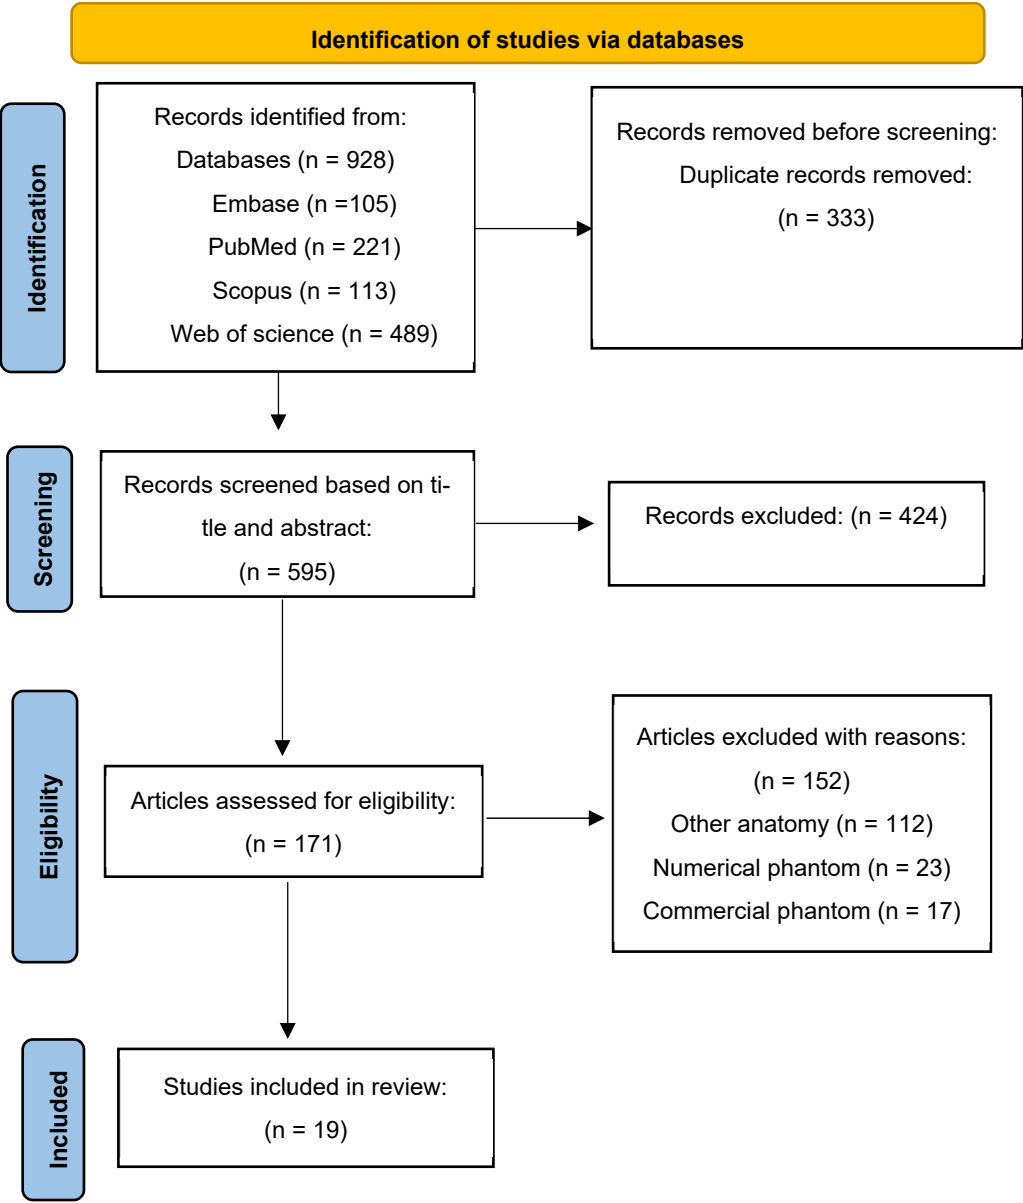 Identification of studies via databases
Identification
Records identified from:
Databases (n = 928)
Embase (n =105)
PubMed (n = 221)
Scopus (n = 113)
Web of science (n = 489)
Records removed before screening:
Duplicate records removed:
(n = 333)
Screening
Records screened based on ti-
tle and abstract:
(n = 595)
Records excluded: (n = 424)
Eligibility
Articles assessed for eligibility:
(n = 171)
Articles excluded with reasons:
(n = 152)
Other anatomy (n = 112)
Numerical phantom (n = 23)
Commercial phantom (n = 17)
Included
Studies included in review:
(n = 19)